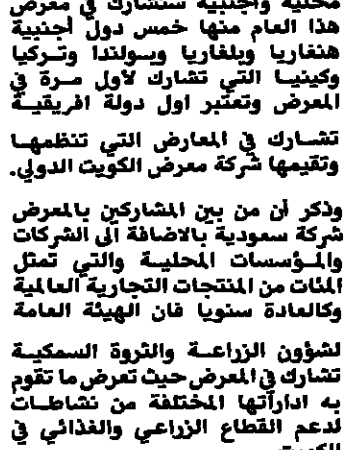 محلية وأجنبية ستشارك في معرض
هذا العام منها خمس دول أجنبية
هنغاريا وبلغاريا وبولندا وتركيا
وكينيا التي تشارك لأول مرة في
المعرض وتعتبر اول دولة افريقية
تشارك في المعارض التي تنظمها
وتقيمها شركة معرض الكويت الدولي.
وذكر أن من بين المشاركين بالمعرض
شركة سعودية بالاضافة الى الشركات
والمؤسسات المحلية والتي تمثل
المئات من المنتجات التجارية العالمية
وكالعادة سنويا فان الهيئة العامة
لشؤون الزراعة والثروة السمكية
تشارك في المعرض حيث تعرض ما تقوم
به اداراتها المختلفة من نشاطات
لدعم القطاع الزراعي والغذائي في
الكويت